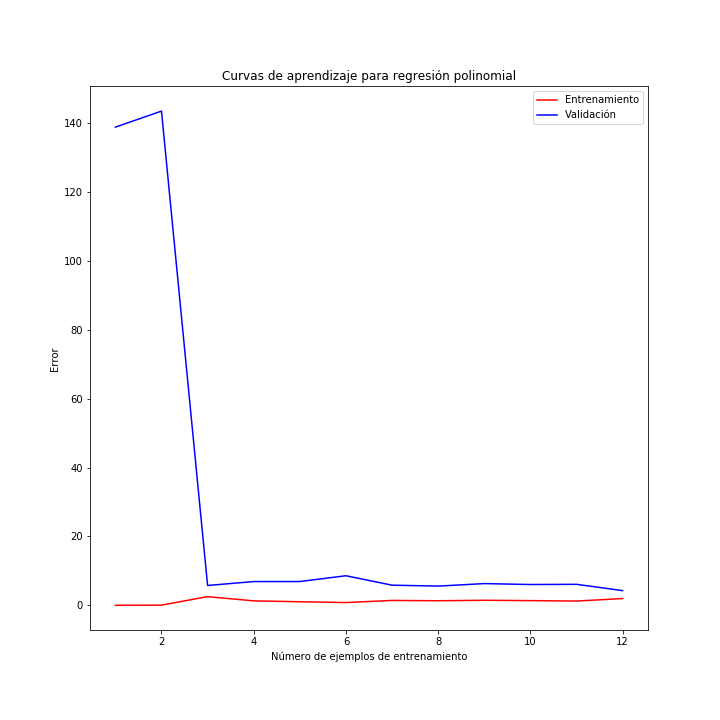 Curvas de aprendizaje para regresión polinomial
Entrenamiento
Validación
140
120
100
80
60
40
20
0
Error
2 4 6 8 10 12
Número de ejemplos de entrenamiento